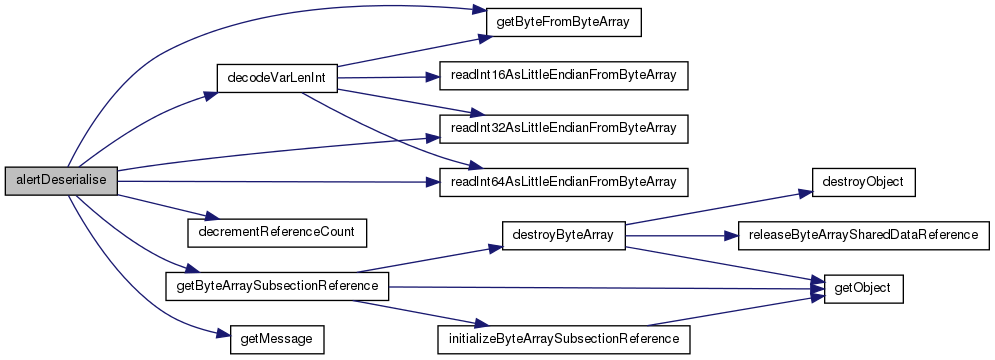 getByteFromByteArray
decodeVarLenInt
readInt16AsLittleEndianFromByteArray
readInt32AsLittleEndianFromByteArray
alertDeserialise
readInt64AsLittleEndianFromByteArray
destroyObject
decrementReferenceCount
destroyByteArray
releaseByteArraySharedDataReference
getByteArraySubsectionReference
getObject
getMessage
initializeByteArraySubsectionReference